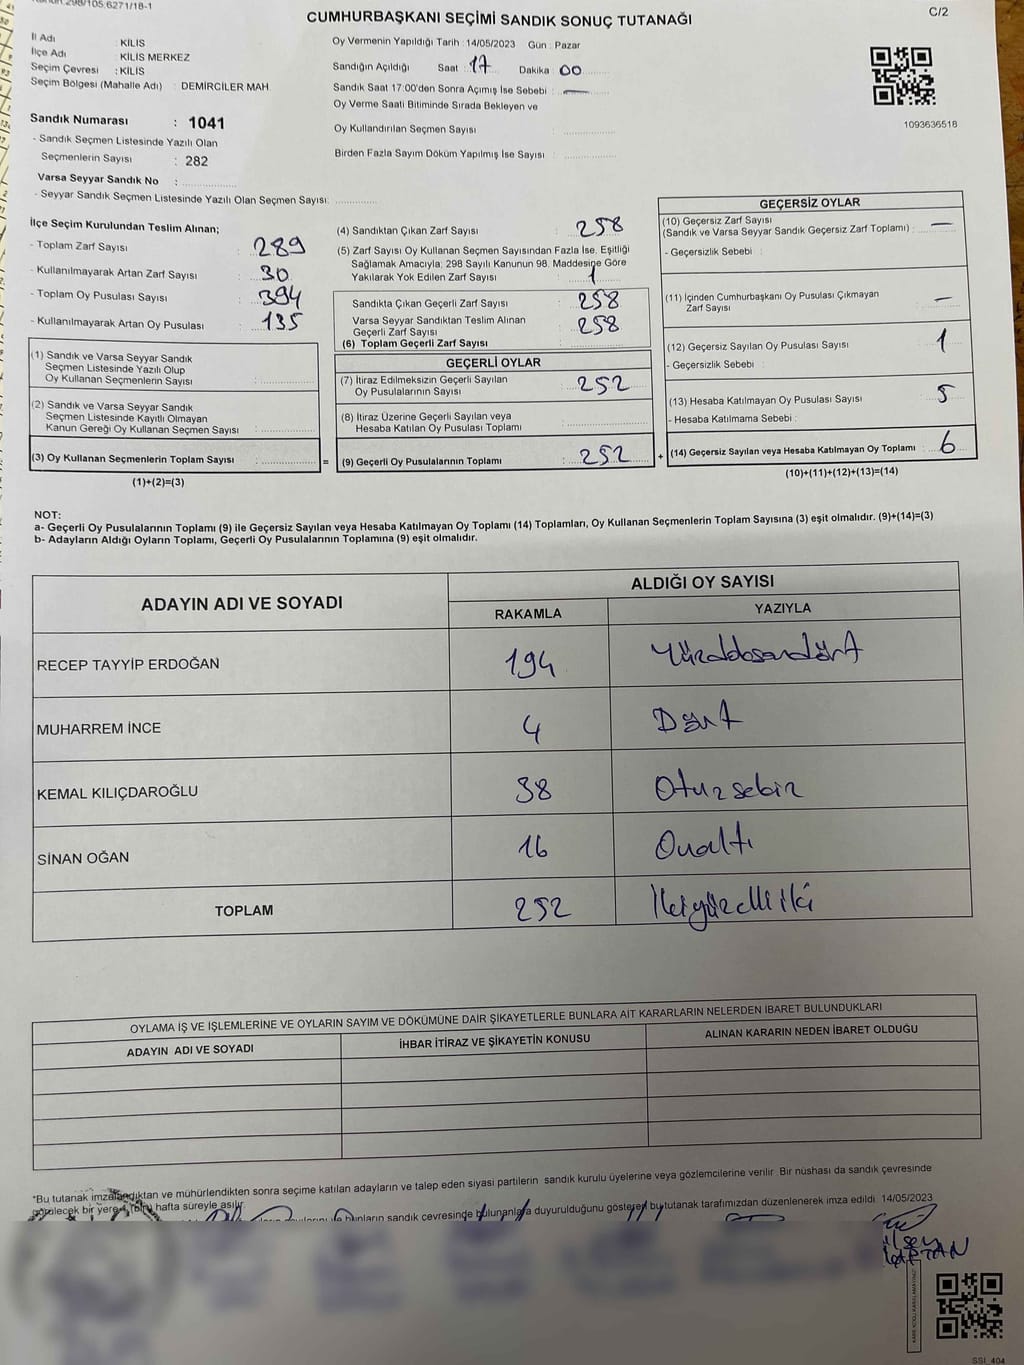 298/105.6271/18-1
C/2
CUMHURBAŞKANI SEÇİMİ SANDIK SONUÇ TUTANAĞI
İl Adı : KİLİS
İlçe Adı : KİLİS MERKEZ
Seçim Çevresi : KİLİS
Seçim Bölgesi (Mahalle Adı) : DEMİRCİLER MAH
Oy Vermenin Yapıldığı Tarih : 14/05/2023 Gün : Pazar
Sandığın Açıldığı Saat : 17 Dakika : 00
Sandık Saat 17:00'den Sonra Açımış İse Sebebi : —
Oy Verme Saati Bitiminde Sırada Bekleyen ve
Oy Kullandırılan Seçmen Sayısı :
Birden Fazla Sayım Döküm Yapılmış İse Sayısı :
1093636518
Sandık Numarası : 1041
- Sandık Seçmen Listesinde Yazılı Olan
Seçmenlerin Sayısı : 282
Varsa Seyyar Sandık No :
- Seyyar Sandık Seçmen Listesinde Yazılı Olan Seçmen Sayısı:
İlçe Seçim Kurulundan Teslim Alınan;
- Toplam Zarf Sayısı : 289
- Kullanılmayarak Artan Zarf Sayısı : 30
- Toplam Oy Pusulası Sayısı : 394
- Kullanılmayarak Artan Oy Pusulası : 135
(1) Sandık ve Varsa Seyyar Sandık
Seçmen Listesinde Yazılı Olup
Oy Kullanan Seçmenlerin Sayısı :
(2) Sandık ve Varsa Seyyar Sandık
Seçmen Listesinde Kayıtlı Olmayan
Kanun Gereği Oy Kullanan Seçmen Sayısı :
(3) Oy Kullanan Seçmenlerin Toplam Sayısı :
(1)+(2)=(3)
=
(4) Sandıktan Çıkan Zarf Sayısı : 258
(5) Zarf Sayısı Oy Kullanan Seçmen Sayısından Fazla İse, Eşitliği
Sağlamak Amacıyla; 298 Sayılı Kanunun 98. Maddesine Göre
Yakılarak Yok Edilen Zarf Sayısı : 1
Sandıkta Çıkan Geçerli Zarf Sayısı : 258
Varsa Seyyar Sandıktan Teslim Alınan
Geçerli Zarf Sayısı : 258
(6) Toplam Geçerli Zarf Sayısı :
GEÇERLİ OYLAR
(7) İtiraz Edilmeksizin Geçerli Sayılan
Oy Pusulalarının Sayısı : 252
(8) İtiraz Üzerine Geçerli Sayılan veya
Hesaba Katılan Oy Pusulası Toplamı :
(9) Geçerli Oy Pusulalarının Toplamı : 252
+
GEÇERSİZ OYLAR
(10) Geçersiz Zarf Sayısı
(Sandık ve Varsa Seyyar Sandık Geçersiz Zarf Toplamı) : —
- Geçersizlik Sebebi :
(11) İçinden Cumhurbaşkanı Oy Pusulası Çıkmayan
Zarf Sayısı : —
(12) Geçersiz Sayılan Oy Pusulası Sayısı : 1
- Geçersizlik Sebebi :
(13) Hesaba Katılmayan Oy Pusulası Sayısı : 5
- Hesaba Katılmama Sebebi :
(14) Geçersiz Sayılan veya Hesaba Katılmayan Oy Toplamı : 6
(10)+(11)+(12)+(13)=(14)
NOT:
a- Geçerli Oy Pusulalarının Toplamı (9) ile Geçersiz Sayılan veya Hesaba Katılmayan Oy Toplamı (14) Toplamları, Oy Kullanan Seçmenlerin Toplam Sayısına (3) eşit olmalıdır. (9)+(14)=(3)
b- Adayların Aldığı Oyların Toplamı, Geçerli Oy Pusulalarının Toplamına (9) eşit olmalıdır.
ADAYIN ADI VE SOYADI
ALDIĞI OY SAYISI
RAKAMLA YAZIYLA
RECEP TAYYİP ERDOĞAN 194 Yüzddosandört
MUHARREM İNCE 4 Dört
KEMAL KILIÇDAROĞLU 38 Otuzsekiz
SİNAN OĞAN 16 Onaltı
TOPLAM 252 İkiyüzelliiki
OYLAMA İŞ VE İŞLEMLERİNE VE OYLARIN SAYIM VE DÖKÜMÜNE DAİR ŞİKAYETLERLE BUNLARA AİT KARARLARIN NELERDEN İBARET BULUNDUKLARI
ADAYIN ADI VE SOYADI
İHBAR İTİRAZ VE ŞİKAYETİN KONUSU
ALINAN KARARIN NEDEN İBARET OLDUĞU
"Bu tutanak imzalandıktan ve mühürlendikten sonra seçime katılan adayların ve talep eden siyasi partilerin sandık kurulu üyelerine veya gözlemcilerine verilir. Bir nüshası da sandık çevresinde
görülecek bir yere 1 (bir) hafta süreyle asılır.
bunların sandık çevresinde bulunanlara duyurulduğunu gösteren bu tutanak tarafımızdan düzenlenerek imza edildi. 14/05/2023
KAPTAN
SSİ_404